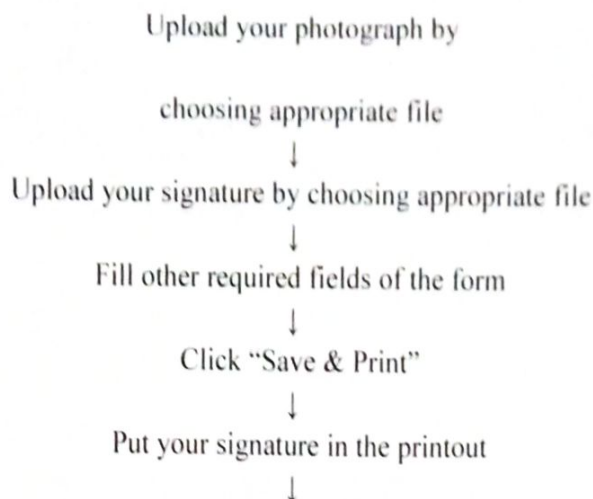 Upload your photograph by
choosing appropriate file
↓
Upload your signature by choosing appropriate file
↓
Fill other required fields of the form
↓
Click “Save & Print”
↓
Put your signature in the printout
↓